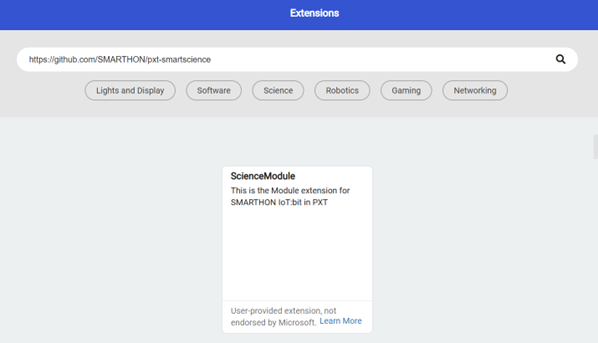 Extensions
https://github.com/SMARTHON/pxt-smartscience
Lights and Display
Software
Science
Robotics
Gaming
Networking
ScienceModule
This is the Module extension for
SMARTHON IoT:bit in PXT
User-provided extension, not
endorsed by Microsoft. Learn More